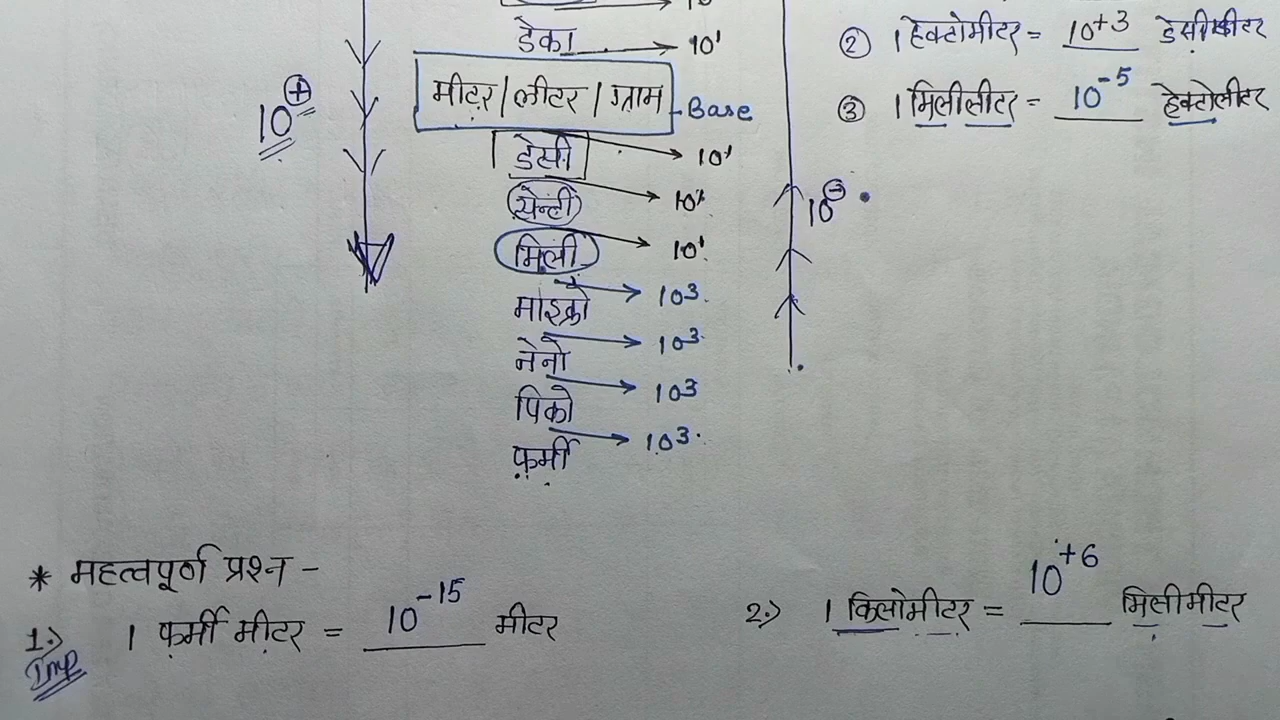 डेका → 10¹
10⊕
मीटर/लीटर/ग्राम - Base
डेसी → 10¹
सेन्टी → 10¹
मिली → 10¹
माइक्रो → 10³
नेनो → 10³
पिको → 10³
फ़र्मी
10³
10⊖
② 1 हेक्टोमीटर = 10⁺³ डेसीमीटर
③ 1 मिलीलीटर = 10⁻⁵ हेक्टोलीटर
* महत्वपूर्ण प्रश्न -
1.> 1 फ़र्मी मीटर = 10⁻¹⁵ मीटर
Imp
2.> 1 किलोमीटर = 10⁺⁶ मिलीमीटर